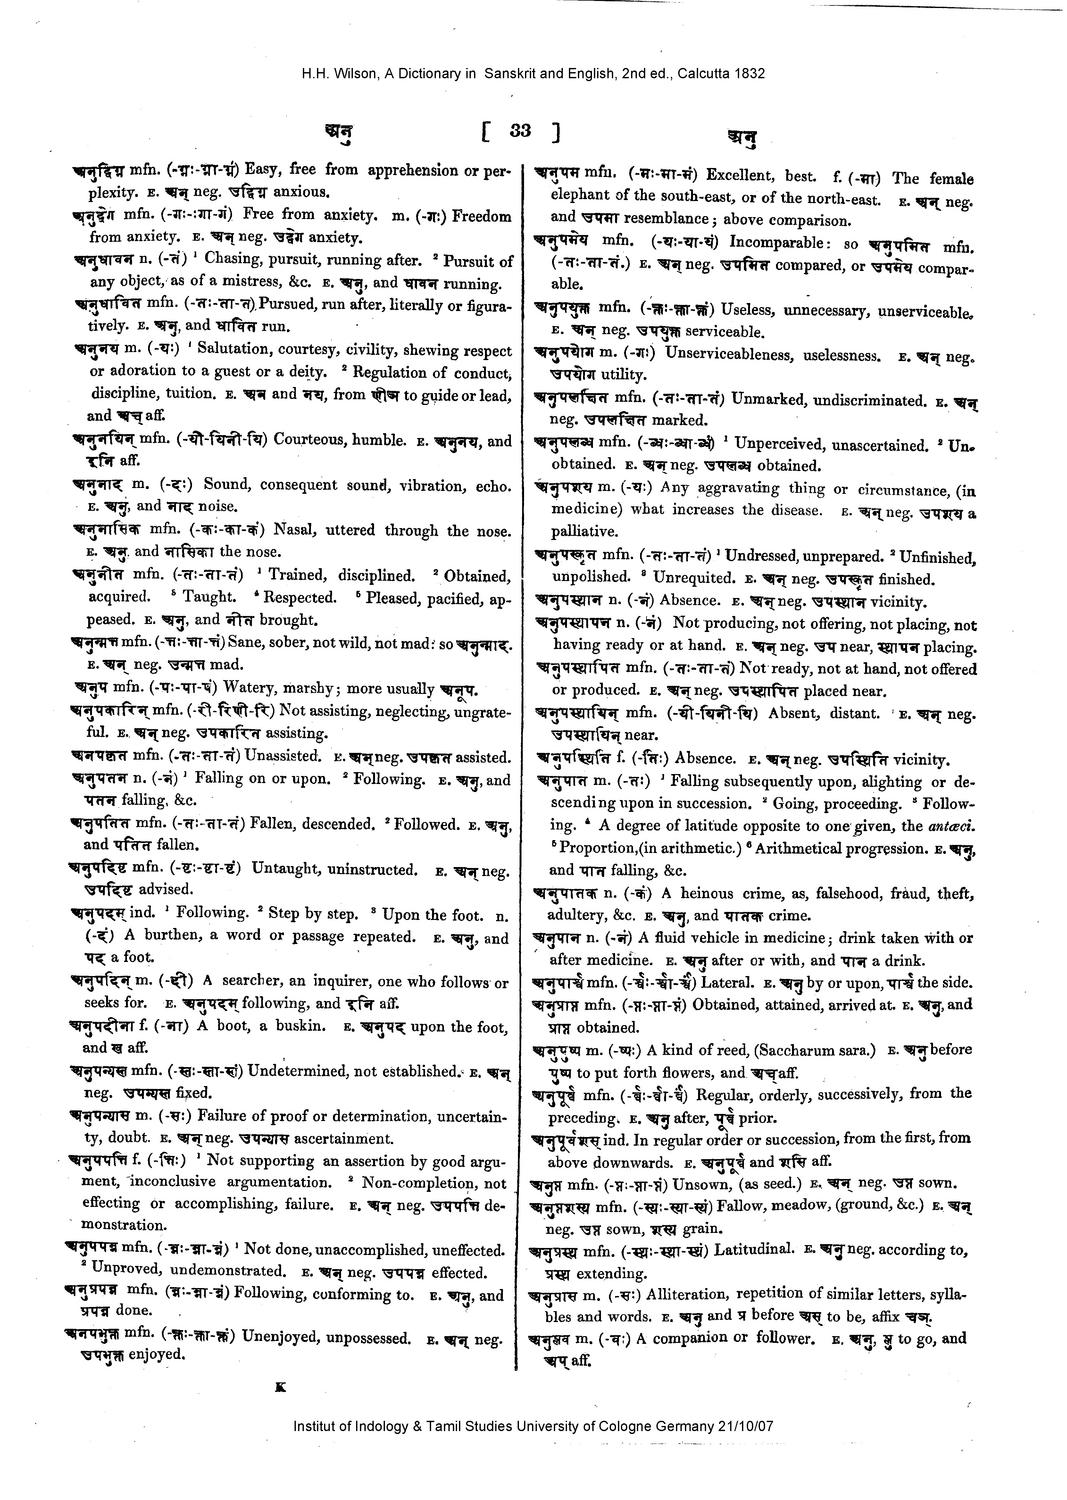 H.H. Wilson, A Dictionary in Sanskrit and English, 2nd ed., Calcutta 1832
अनु [ 33 ] अनु
अनुद्विग्न mfn. (-ग्नः-ग्ना-ग्नं) Easy, free from apprehension or per-
plexity. E. अन् neg. उद्विग्न anxious.
अनुद्वेग mfn. (-गः-:गा-गं) Free from anxiety. m. (-गः) Freedom
from anxiety. E. अन् neg. उद्वेग anxiety.
अनुधावन n. (-नं) ¹ Chasing, pursuit, running after. ² Pursuit of
any object, as of a mistress, &c. E. अनु, and धावन running.
अनुधावित mfn. (-तः-ता-त) Pursued, run after, literally or figura-
tively. E. अनु, and धावित run.
अनुनय m. (-यः) ¹ Salutation, courtesy, civility, shewing respect
or adoration to a guest or a deity. ² Regulation of conduct,
discipline, tuition. E. अन and नय, from णीञ to guide or lead,
and अच् aff.
अनुनयिन् mfn. (-यी-यिनी-यि) Courteous, humble. E. अनुनय, and
इनि aff.
अनुनाद m. (-दः) Sound, consequent sound, vibration, echo.
E. अनु, and नाद noise.
अनुनासिक mfn. (-कः-का-कं) Nasal, uttered through the nose.
E. अनु. and नासिका the nose.
अनुनीत mfn. (-तः-ता-तं) ¹ Trained, disciplined. ² Obtained,
acquired. ⁵ Taught. ⁴ Respected. ⁵ Pleased, pacified, ap-
peased. E. अनु, and नीत brought.
अनुन्मत्त mfn. (-त्तः-त्ता-त्तं) Sane, sober, not wild, not mad: so अनुन्माद.
E. अन् neg. उन्मत्त mad.
अनुप mfn. (-पः-पा-पं) Watery, marshy; more usually अनूप.
अनुपकारिन् mfn. (-री-रिणी-रि) Not assisting, neglecting, ungrate-
ful. E. अन् neg. उपकारित assisting.
अनपकृत mfn. (-तः-ता-तं) Unassisted. E. अन् neg. उपकृत assisted.
अनुपतन n. (-नं) ¹ Falling on or upon. ² Following. E. अनु, and
पतन falling, &c.
अनुपतित mfn. (-तः-ता-तं) Fallen, descended. ² Followed. E. अनु,
and पतित fallen.
अनुपदिष्ट mfn. (-ष्टः-ष्टा-ष्टं) Untaught, uninstructed. E. अन् neg.
उपदिष्ट advised.
अनुपदम् ind. ¹ Following. ² Step by step. ³ Upon the foot. n.
(-दं) A burthen, a word or passage repeated. E. अनु, and
पद a foot.
अनुपदिन् m. (-दी) A searcher, an inquirer, one who follows or
seeks for. E. अनुपदम् following, and इनि aff.
अनुपदीना f. (-ना) A boot, a buskin. E. अनुपद् upon the foot,
and ख aff.
अनुपन्यस्त mfn. (-स्तः-स्ता-स्तं) Undetermined, not established. E. अन्
neg. उपन्यस्त fixed.
अनुपन्यास m. (-सः) Failure of proof or determination, uncertain-
ty, doubt. E. अन् neg. उपन्यास ascertainment.
अनुपपत्ति f. (-त्तिः) ¹ Not supporting an assertion by good argu-
ment, inconclusive argumentation. ² Non-completion, not
effecting or accomplishing, failure. E. अन् neg. उपपत्ति de-
monstration.
अनुपपन्न mfn. (-न्नः-न्ना-न्नं) ¹ Not done, unaccomplished, uneffected.
² Unproved, undemonstrated. E. अन् neg. उपपन्न effected.
अनुप्रपन्न mfn. (न्नः-न्ना-न्नं) Following, conforming to. E. अनु, and
प्रपन्न done.
अनपभुक्त mfn. (-क्तः-क्ता-क्तं) Unenjoyed, unpossessed. E. अन् neg.
उपभुक्त enjoyed.
K
अनुपम mfn. (-मः-मा-मं) Excellent, best. f. (-मा) The female
elephant of the south-east, or of the north-east. E. अन् neg.
and उपमा resemblance; above comparison.
अनुपमेय mfn. (-यः-या-यं) Incomparable: so अनुपमित mfn.
(-तः-ता-तं.) E. अन् neg. उपमित compared, or उपमेय compar-
able.
अनुपयुक्त mfn. (-क्तः-क्ता-क्तं) Useless, unnecessary, unserviceable.
E. अन् neg. उपयुक्त serviceable.
अनुपयोग m. (-गः) Unserviceableness, uselessness. E. अन् neg.
उपयोग utility.
अनुपलक्षित mfn. (-तः-ता-तं) Unmarked, undiscriminated. E. अन्
neg. उपलक्षित marked.
अनुपलब्ध mfn. (-ब्धः-ब्धा-ब्धं) ¹ Unperceived, unascertained. ² Un-
obtained. E. अन् neg. उपलब्ध obtained.
अनुपशय m. (-यः) Any aggravating thing or circumstance, (in
medicine) what increases the disease. E. अन् neg. उपशय a
palliative.
अनुपस्कृत mfn. (-तः-ता-तं) ¹ Undressed, unprepared. ² Unfinished,
unpolished. ³ Unrequited. E. अन् neg. उपस्कृत finished.
अनुपस्थान n. (-नं) Absence. E. अन् neg. उपस्थान vicinity.
अनुपस्थापन n. (-नं) Not producing, not offering, not placing, not
having ready or at hand. E. अन् neg. उप near, स्थापन placing.
अनुपस्थापित mfn. (-तः-ता-तं) Not ready, not at hand, not offered
or produced. E. अन् neg. उपस्थापित placed near.
अनुपस्थायिन् mfn. (-यी-यिनी-यि) Absent, distant. E. अन् neg.
उपस्थायिन् near.
अनुपस्थिति f. (-तिः) Absence. E. अन् neg. उपस्थिति vicinity.
अनुपात m. (-तः) ¹ Falling subsequently upon, alighting or de-
scending upon in succession. ² Going, proceeding. ³ Follow-
ing. ⁴ A degree of latitude opposite to one given, the antœci.
⁵ Proportion, (in arithmetic.) ⁶ Arithmetical progression. E. अनु,
and पात falling, &c.
अनुपातक n. (-कं) A heinous crime, as, falsehood, fraud, theft,
adultery, &c. E. अनु, and पातक crime.
अनुपान n. (-नं) A fluid vehicle in medicine; drink taken with or
after medicine. E. अनु after or with, and पान a drink.
अनुपार्श्व mfn. (-र्श्वः-र्श्वा-र्श्वं) Lateral. E. अनु by or upon, पार्श्व the side.
अनुप्राप्त mfn. (-प्तः-प्ता-प्तं) Obtained, attained, arrived at. E. अनु, and
प्राप्त obtained.
अनुपुष्प m. (-ष्पः) A kind of reed, (Saccharum sara.) E. अनु before
पुष्प to put forth flowers, and अच् aff.
अनुपूर्व mfn. (-र्वः-र्वा-र्वं) Regular, orderly, successively, from the
preceding. E. अनु after, पूर्व prior.
अनुपूर्वशस् ind. In regular order or succession, from the first, from
above downwards. E. अनुपूर्व and शसि aff.
अनुप्त mfn. (-प्तः-प्ता-प्तं) Unsown, (as seed.) E. अन् neg. उप्त sown.
अनुप्तशस्य mfn. (-स्यः-स्या-स्यं) Fallow, meadow, (ground, &c.) E. अन्
neg. उप्त sown, शस्य grain.
अनुप्रस्थ mfn. (-स्थः-स्था-स्थं) Latitudinal. E. अनु neg. according to,
प्रस्थ extending.
अनुप्रास m. (-सः) Alliteration, repetition of similar letters, sylla-
bles and words. E. अनु and प्र before अस् to be, affix घञ्.
अनुप्लव m. (-वः) A companion or follower. E. अनु, प्लु to go, and
अप् aff.
Institut of Indology & Tamil Studies University of Cologne Germany 21/10/07